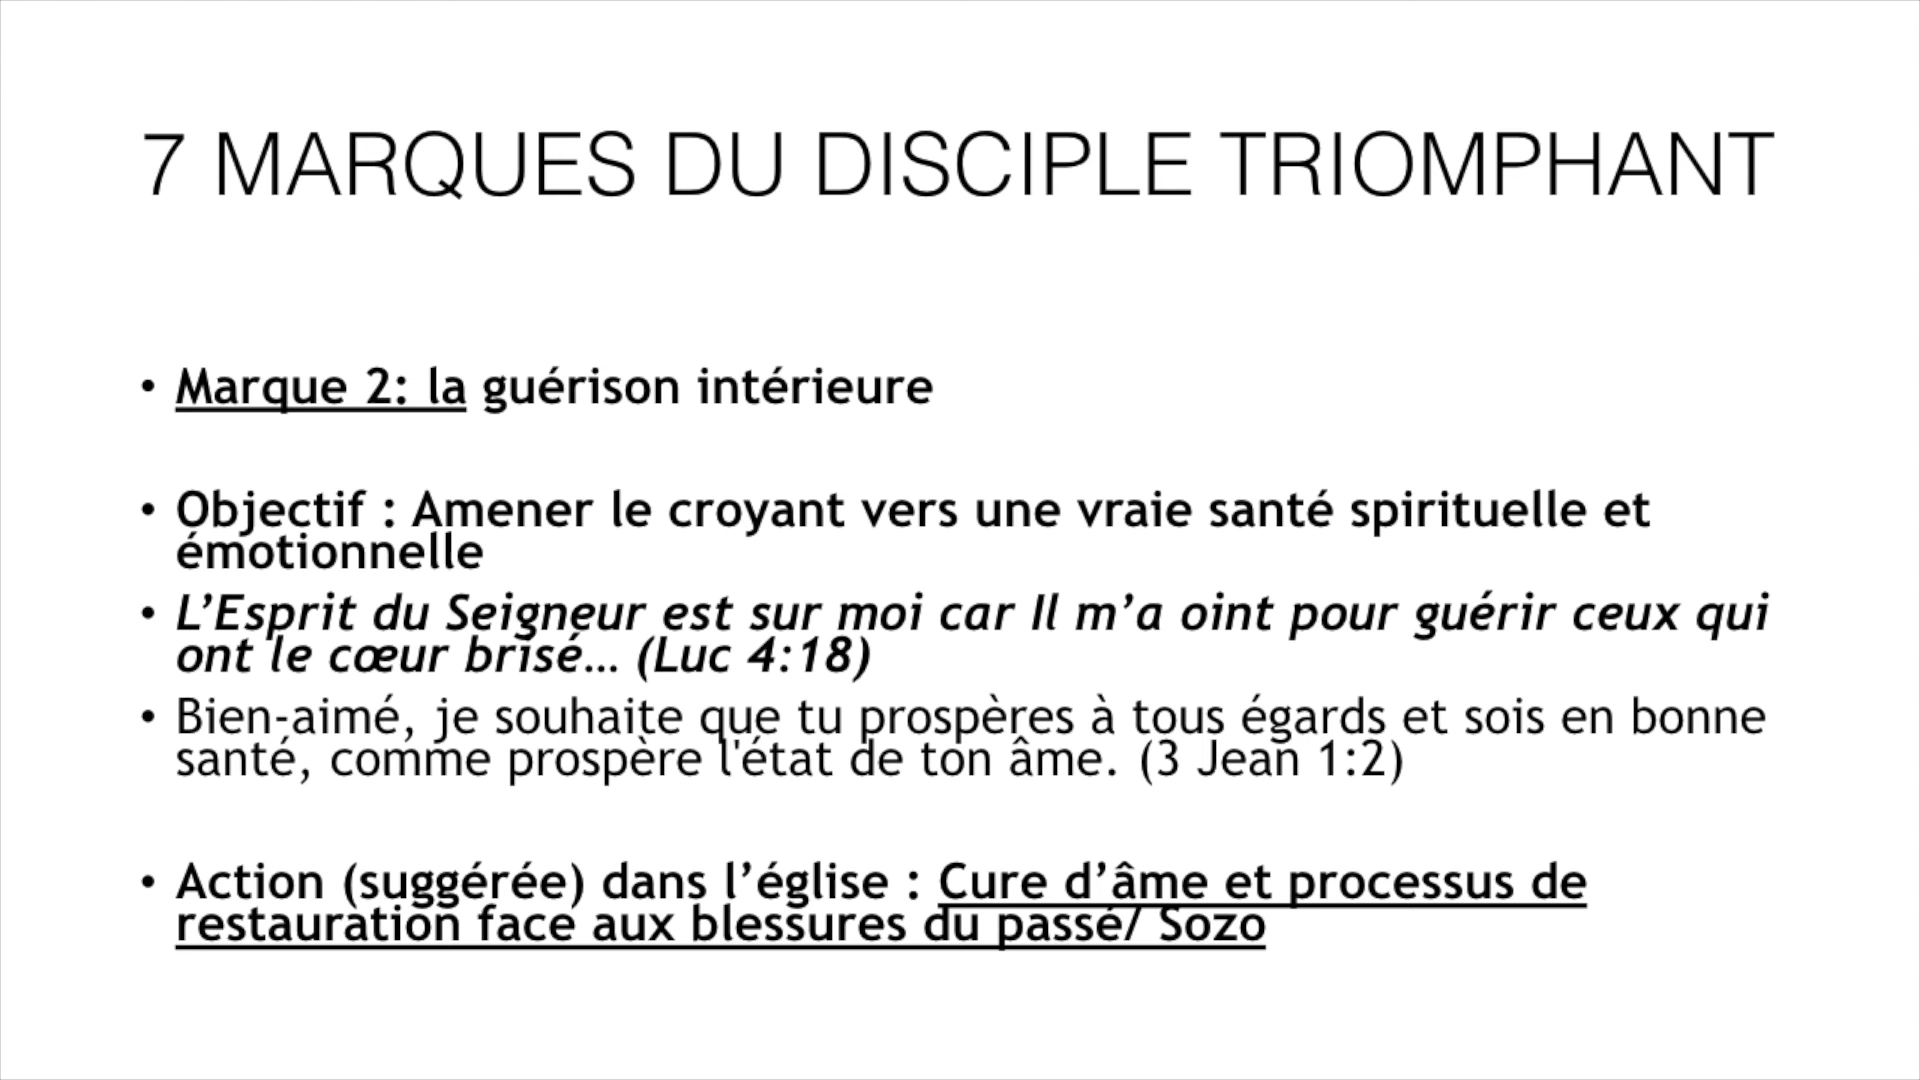 7 MARQUES DU DISCIPLE TRIOMPHANT
• Marque 2: la guérison intérieure
• Objectif : Amener le croyant vers une vraie santé spirituelle et
émotionnelle
• L’Esprit du Seigneur est sur moi car Il m’a oint pour guérir ceux qui
ont le cœur brisé… (Luc 4:18)
• Bien-aimé, je souhaite que tu prospères à tous égards et sois en bonne
santé, comme prospère l'état de ton âme. (3 Jean 1:2)
• Action (suggérée) dans l’église : Cure d’âme et processus de
restauration face aux blessures du passé/ Sozo